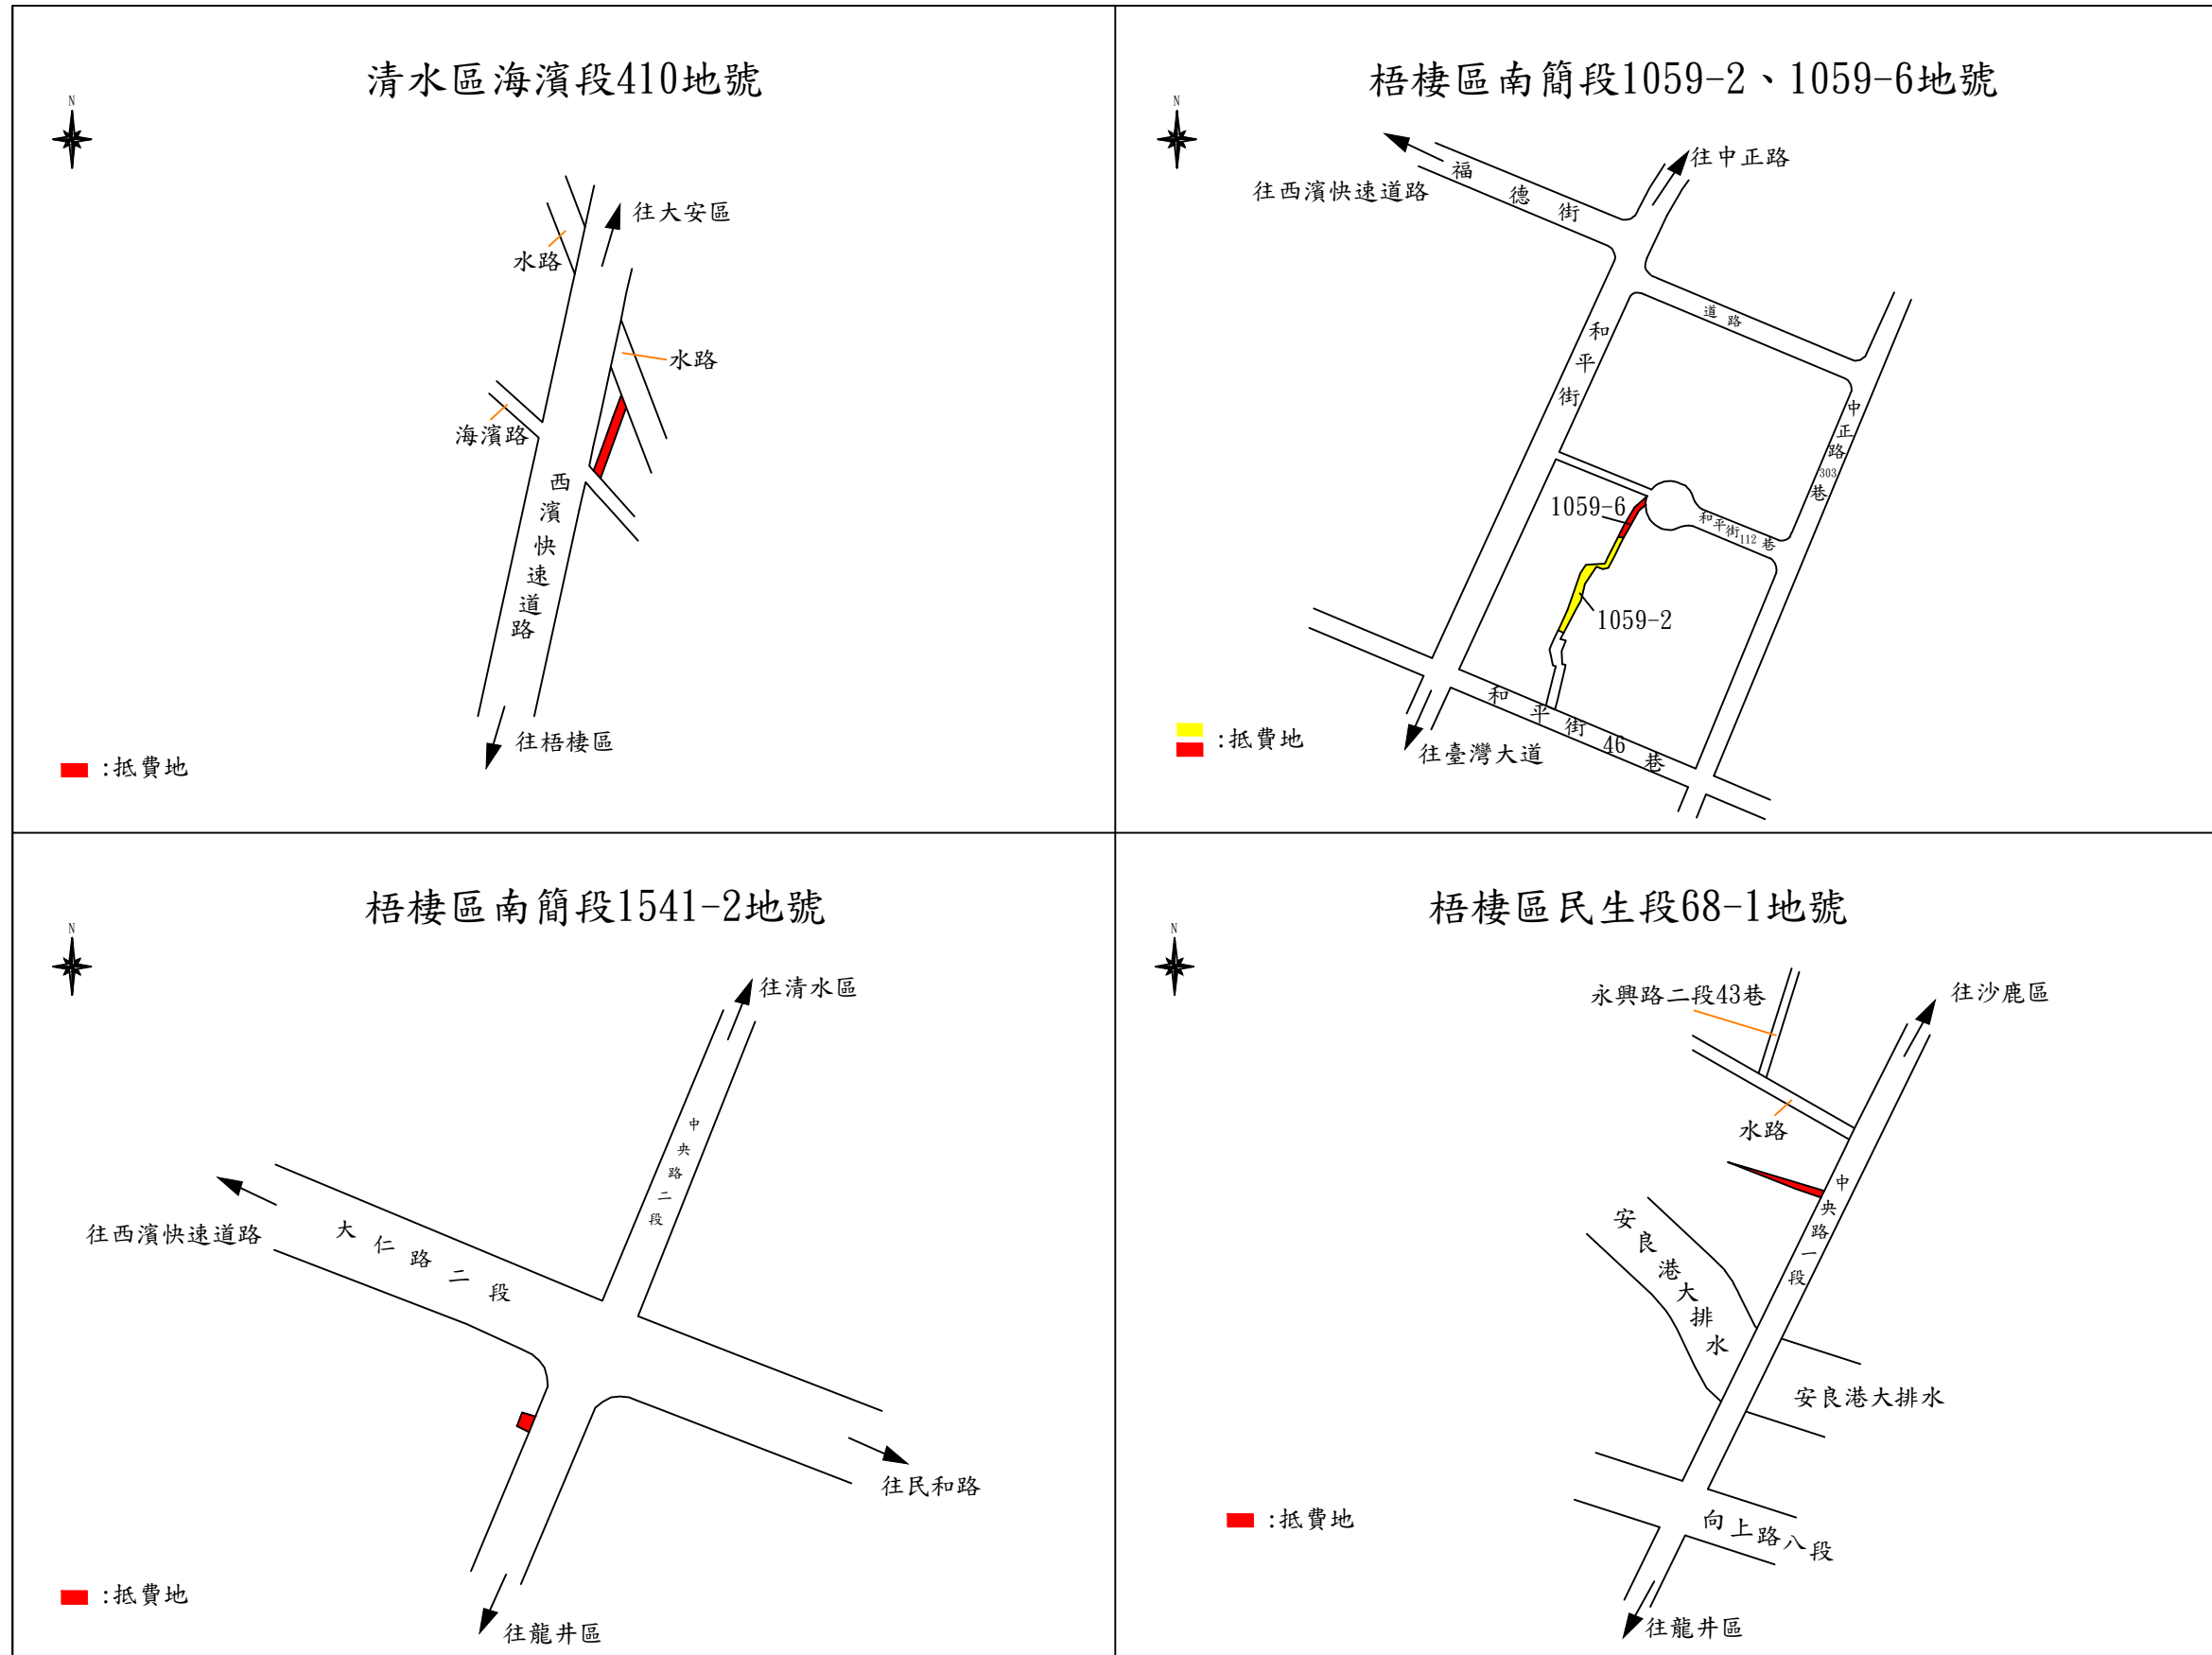 清水區海濱段410地號
N
往大安區
水路
水路
海濱路
西濱快速道路
往梧棲區
:抵費地
梧棲區南簡段1059-2、1059-6地號
N
往中正路
福德街
往西濱快速道路
道路
和平街
中正路303巷
1059-6
和平街112巷
1059-2
和平街46巷
往臺灣大道
:抵費地
梧棲區南簡段1541-2地號
N
往清水區
中央路二段
大仁路二段
往西濱快速道路
往民和路
往龍井區
:抵費地
梧棲區民生段68-1地號
N
永興路二段43巷
往沙鹿區
水路
中央路一段
安良港大排水
安良港大排水
向上路八段
往龍井區
:抵費地